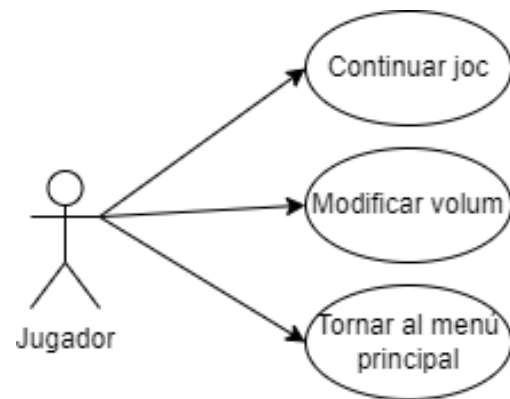 Continuar joc
Modificar volum
Jugador
Tornar al menú
principal